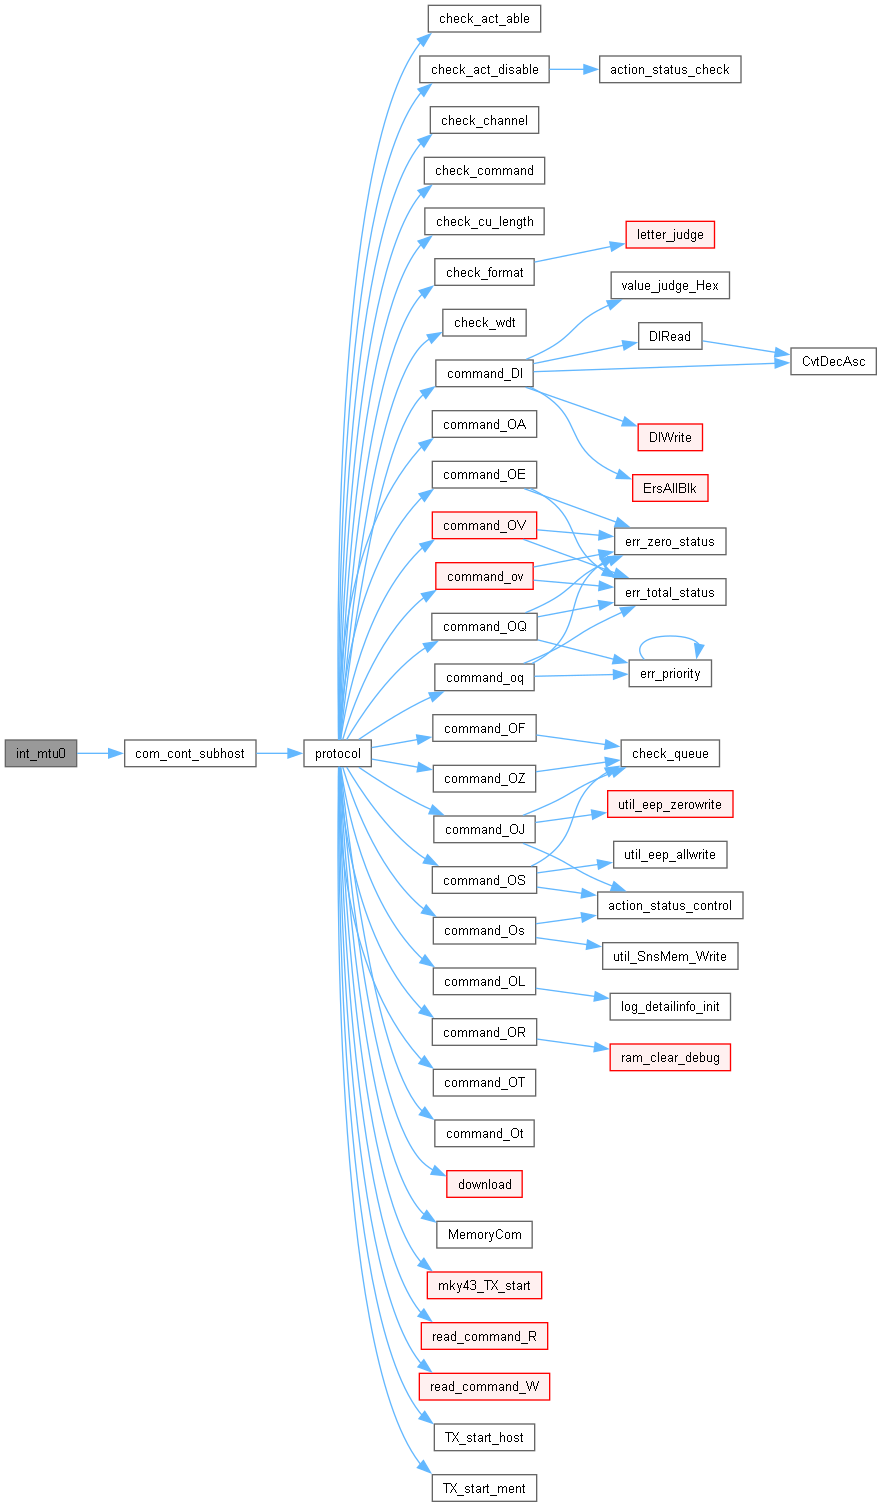 check_act_able
check_act_disable
action_status_check
check_channel
check_command
check_cu_length
letter_judge
check_format
value_judge_Hex
check_wdt
DIRead
CvtDecAsc
command_DI
command_OA
DIWrite
command_OE
ErsAllBlk
command_OV
err_zero_status
command_ov
err_total_status
command_OQ
command_oq
err_priority
command_OF
int_mtu0
com_cont_subhost
protocol
check_queue
command_OZ
util_eep_zerowrite
command_OJ
util_eep_allwrite
command_OS
action_status_control
command_Os
util_SnsMem_Write
command_OL
log_detailinfo_init
command_OR
ram_clear_debug
command_OT
command_Ot
download
MemoryCom
mky43_TX_start
read_command_R
read_command_W
TX_start_host
TX_start_ment